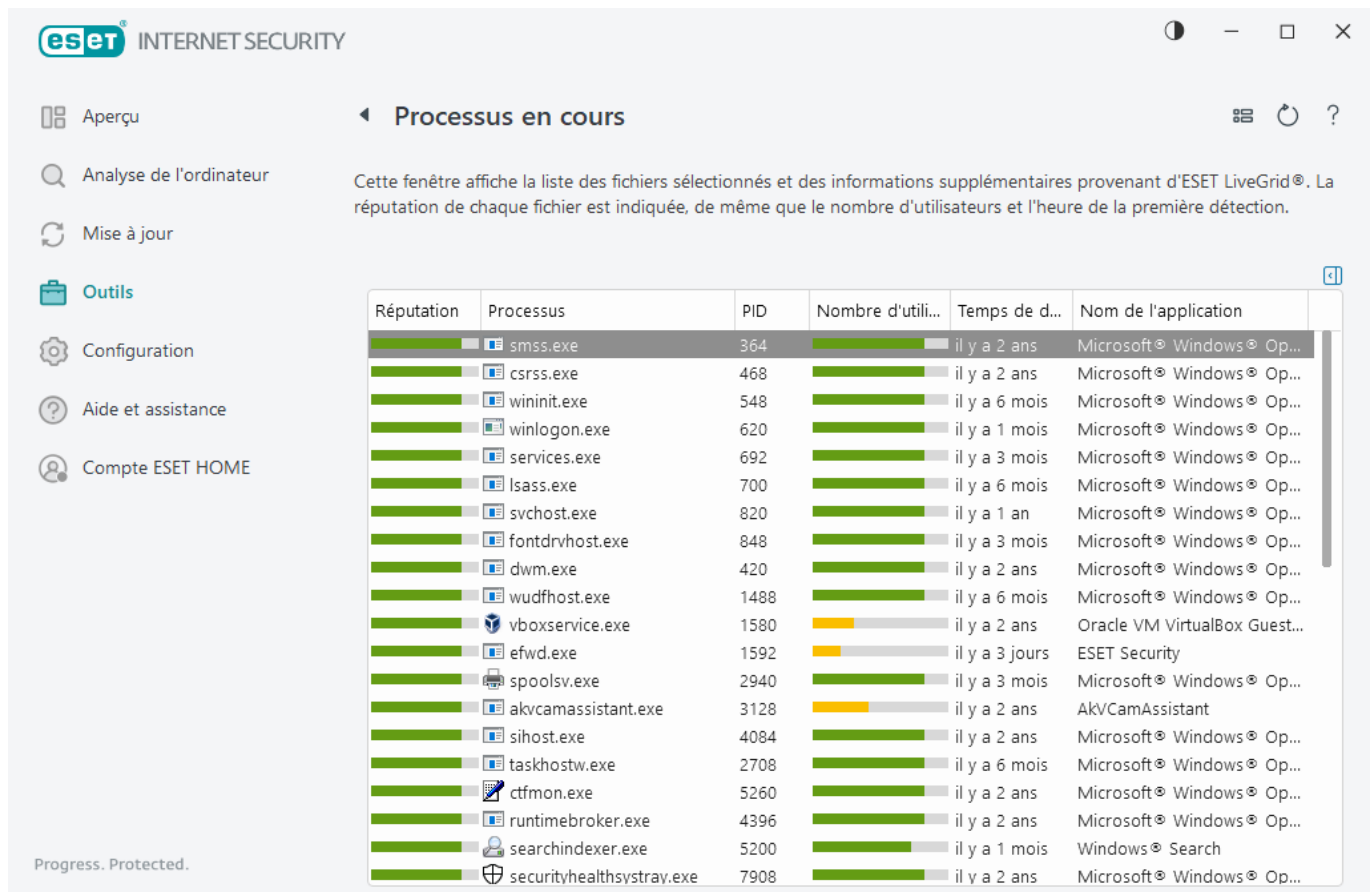 eset® INTERNET SECURITY
Aperçu
Analyse de l'ordinateur
Mise à jour
Outils
Configuration
Aide et assistance
Compte ESET HOME
Progress. Protected.
Processus en cours
?
Cette fenêtre affiche la liste des fichiers sélectionnés et des informations supplémentaires provenant d'ESET LiveGrid®. La
réputation de chaque fichier est indiquée, de même que le nombre d'utilisateurs et l'heure de la première détection.
Réputation Processus PID Nombre d'utili... Temps de d... Nom de l'application
smss.exe 364 il y a 2 ans Microsoft® Windows® Op...
csrss.exe 468 il y a 2 ans Microsoft® Windows® Op...
wininit.exe 548 il y a 6 mois Microsoft® Windows® Op...
winlogon.exe 620 il y a 1 mois Microsoft® Windows® Op...
services.exe 692 il y a 3 mois Microsoft® Windows® Op...
lsass.exe 700 il y a 6 mois Microsoft® Windows® Op...
svchost.exe 820 il y a 1 an Microsoft® Windows® Op...
fontdrvhost.exe 848 il y a 3 mois Microsoft® Windows® Op...
dwm.exe 420 il y a 2 ans Microsoft® Windows® Op...
wudfhost.exe 1488 il y a 6 mois Microsoft® Windows® Op...
vboxservice.exe 1580 il y a 2 ans Oracle VM VirtualBox Guest...
efwd.exe 1592 il y a 3 jours ESET Security
spoolsv.exe 2940 il y a 3 mois Microsoft® Windows® Op...
akvcamassistant.exe 3128 il y a 2 ans AkVCamAssistant
sihost.exe 4084 il y a 2 ans Microsoft® Windows® Op...
taskhostw.exe 2708 il y a 6 mois Microsoft® Windows® Op...
ctfmon.exe 5260 il y a 2 ans Microsoft® Windows® Op...
runtimebroker.exe 4396 il y a 2 ans Microsoft® Windows® Op...
searchindexer.exe 5200 il y a 1 mois Windows® Search
securityhealthsystray.exe 7908 il y a 2 ans Microsoft® Windows® Op...